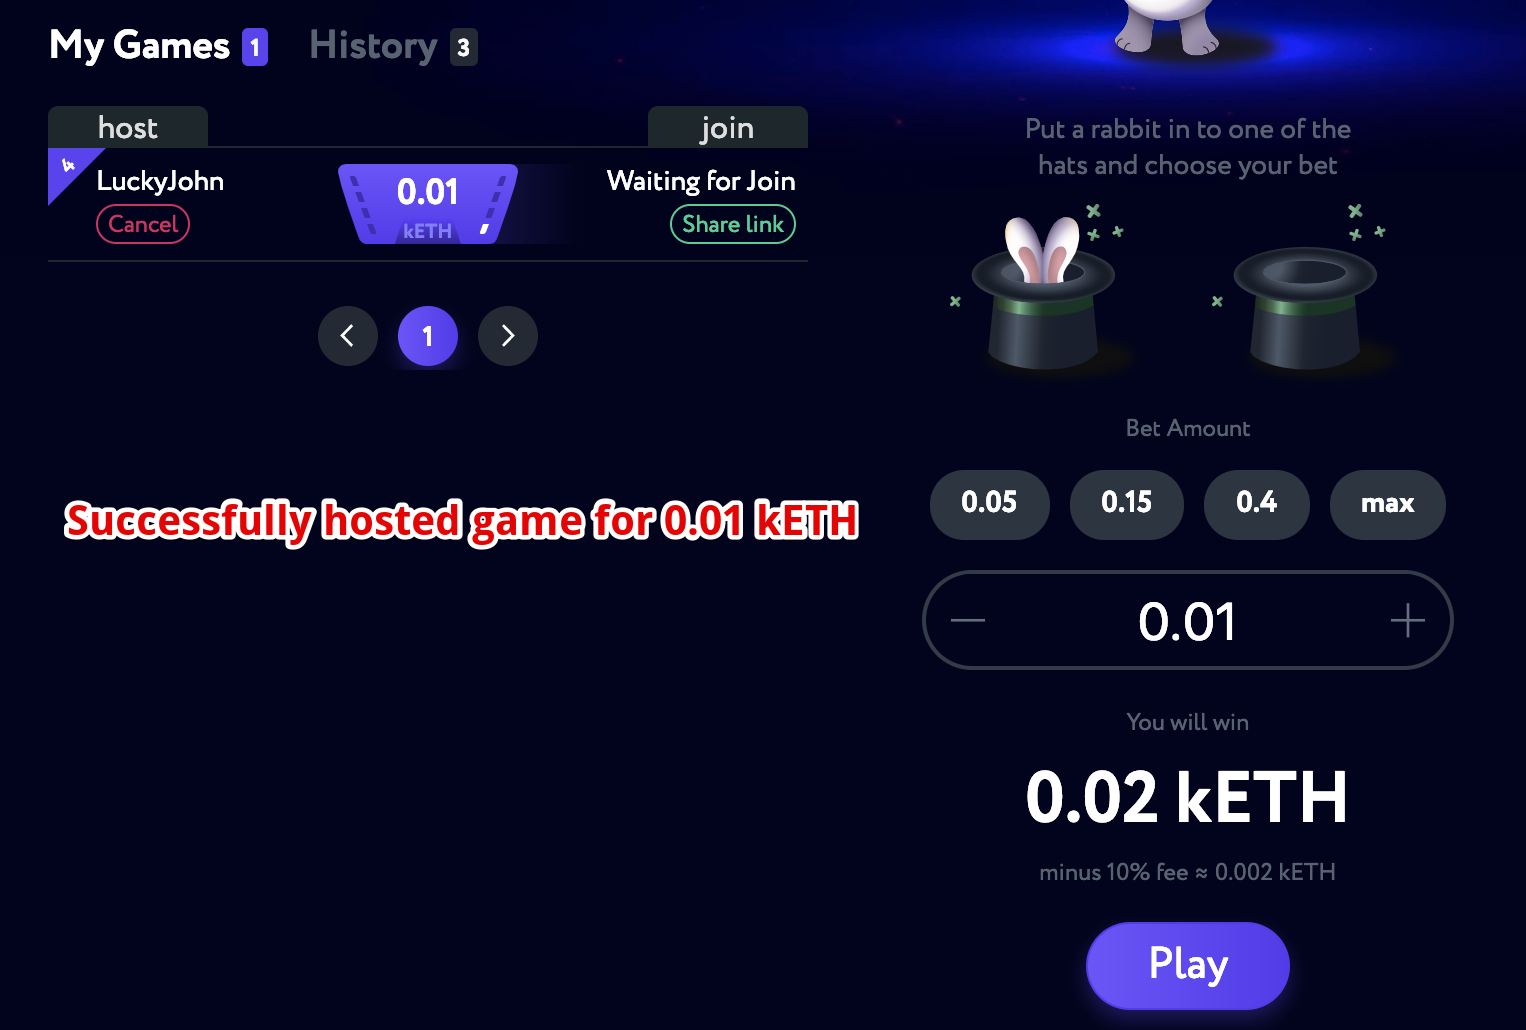 My Games 1 History 3
host join
4
LuckyJohn 0.01 Waiting for Join
Cancel kETH Share link
1
Successfully hosted game for 0.01 kETH
Put a rabbit in to one of the
hats and choose your bet
Bet Amount
0.05 0.15 0.4 max
0.01
You will win
0.02 kETH
minus 10% fee ≈ 0.002 kETH
Play